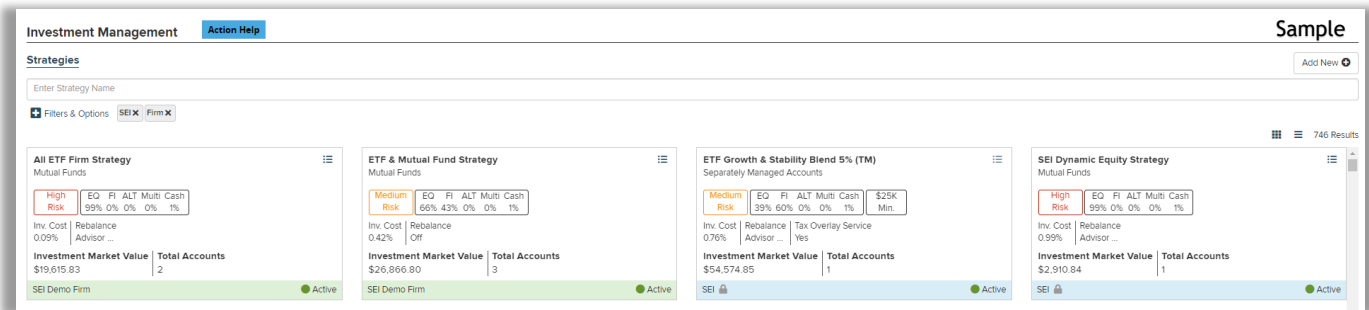 Investment Management Action Help Sample
Strategies Add New
Enter Strategy Name
Filters & Options SEI x Firm x
746 Results
All ETF Firm Strategy
Mutual Funds
High Risk
EQ FI ALT Multi Cash
99% 0% 0% 0% 1%
Inv. Cost Rebalance
0.09% Advisor ...
Investment Market Value Total Accounts
$19,615.83 2
SEI Demo Firm Active
ETF & Mutual Fund Strategy
Mutual Funds
Medium Risk
EQ FI ALT Multi Cash
66% 43% 0% 0% 1%
Inv. Cost Rebalance
0.42% Off
Investment Market Value Total Accounts
$26,866.80 3
SEI Demo Firm Active
ETF Growth & Stability Blend 5% (TM)
Separately Managed Accounts
Medium Risk
EQ FI ALT Multi Cash
39% 60% 0% 0% 1%
$25K Min.
Inv. Cost Rebalance Tax Overlay Service
0.76% Advisor ... Yes
Investment Market Value Total Accounts
$54,574.85 1
SEI Active
SEI Dynamic Equity Strategy
Mutual Funds
High Risk
EQ FI ALT Multi Cash
99% 0% 0% 0% 1%
Inv. Cost Rebalance
0.99% Advisor ...
Investment Market Value Total Accounts
$2,910.84 1
SEI Active